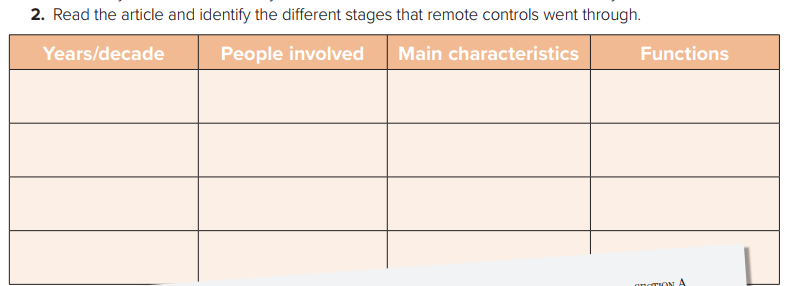 2. Read the article and identify the different stages that remote controls went through.
Years/decade People involved Main characteristics Functions
SECTION A